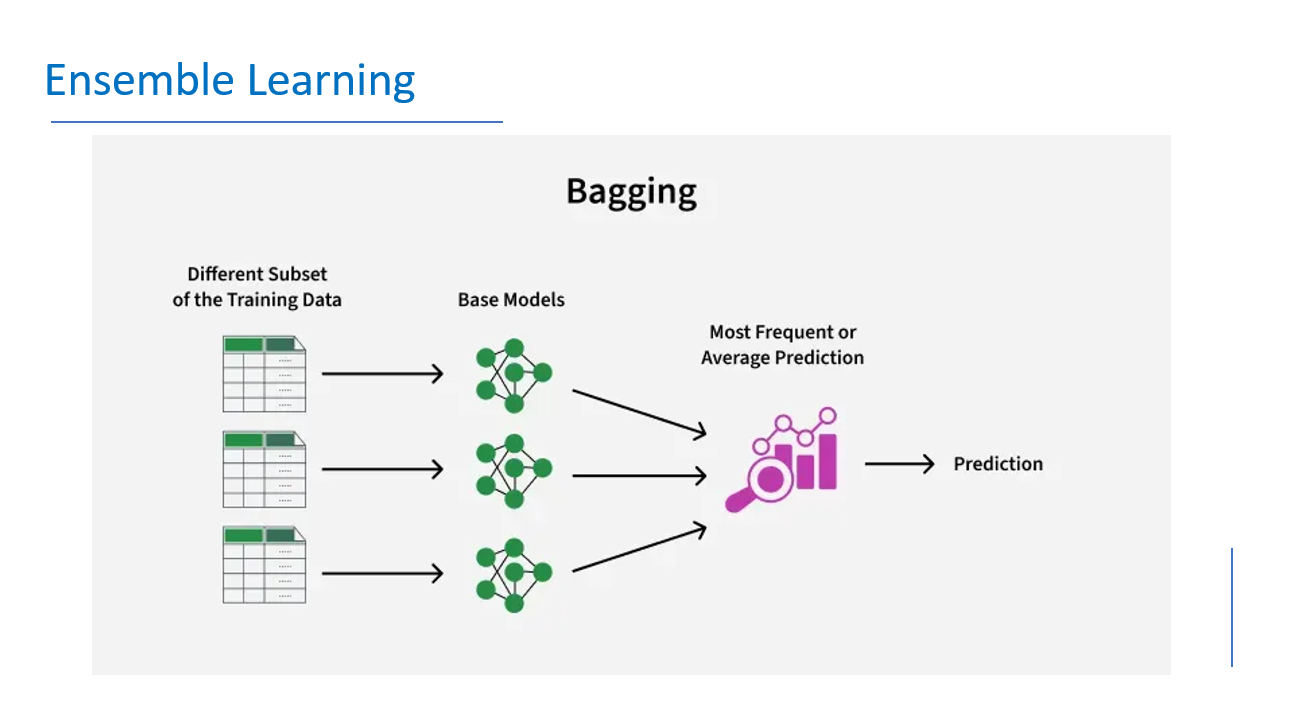 Ensemble Learning
Bagging
Different Subset
of the Training Data
Base Models
Most Frequent or
Average Prediction
Prediction